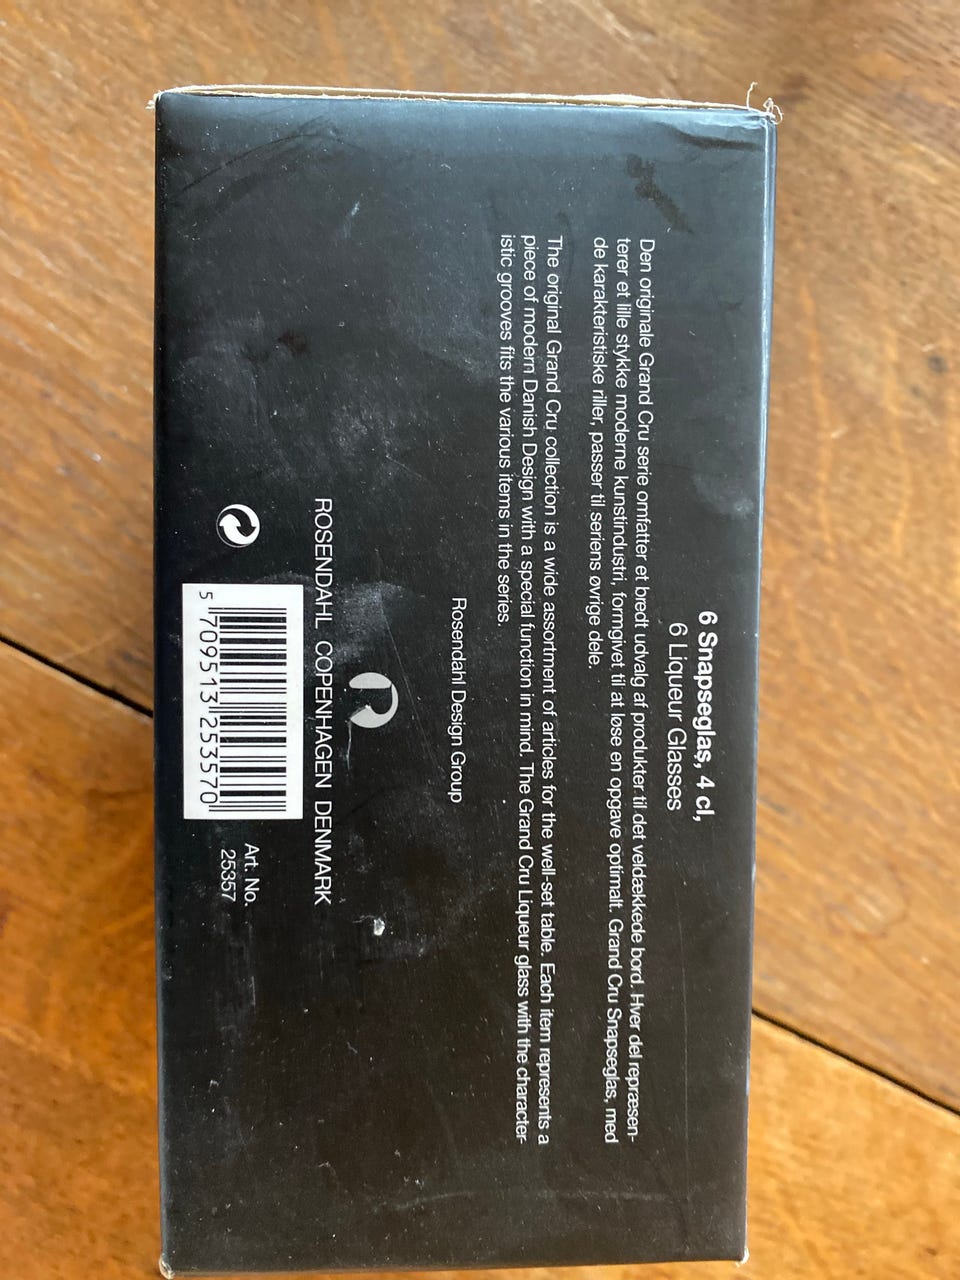 6 Snapseglas, 4 cl,
6 Liqueur Glasses
Den originale Grand Cru serie omfatter et bredt udvalg af produkter til det veldækkede bord. Hver del repræsen-
terer et lille stykke moderne kunstindustri, formgivet til at løse en opgave optimalt. Grand Cru Snapseglas, med
de karakteristiske riller, passer til seriens øvrige dele.
The original Grand Cru collection is a wide assortment of articles for the well-set table. Each item represents a
piece of modern Danish Design with a special function in mind. The Grand Cru Liqueur glass with the character-
istic grooves fits the various items in the series.
Rosendahl Design Group
ROSENDAHL COPENHAGEN DENMARK
5 709513 253570
Art. No.
25357